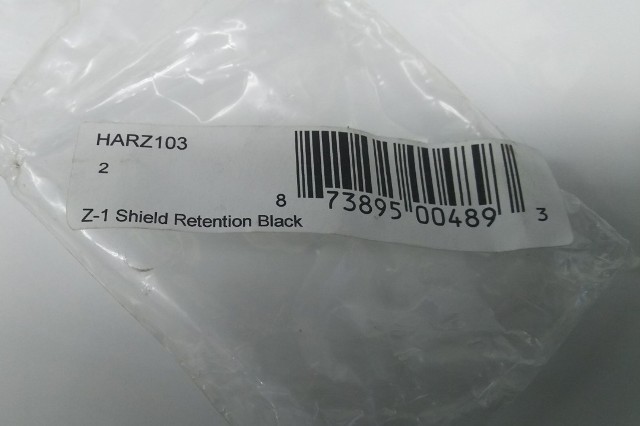 HARZ103
2
Z-1 Shield Retention Black
8 73895 00489 3